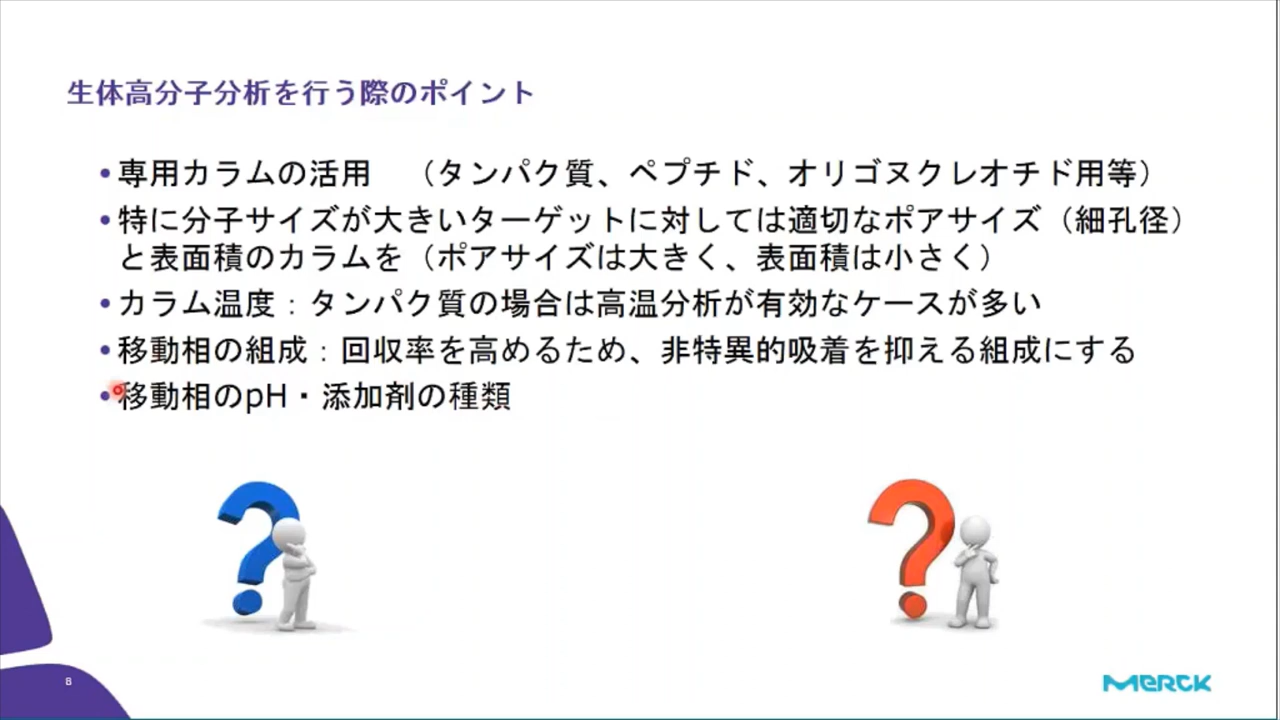 生体高分子分析を行う際のポイント
•専用カラムの活用　（タンパク質、ペプチド、オリゴヌクレオチド用等）
•特に分子サイズが大きいターゲットに対しては適切なポアサイズ（細孔径）
と表面積のカラムを（ポアサイズは大きく、表面積は小さく）
•カラム温度：タンパク質の場合は高温分析が有効なケースが多い
•移動相の組成：回収率を高めるため、非特異的吸着を抑える組成にする
•移動相のpH・添加剤の種類
8
MERCK